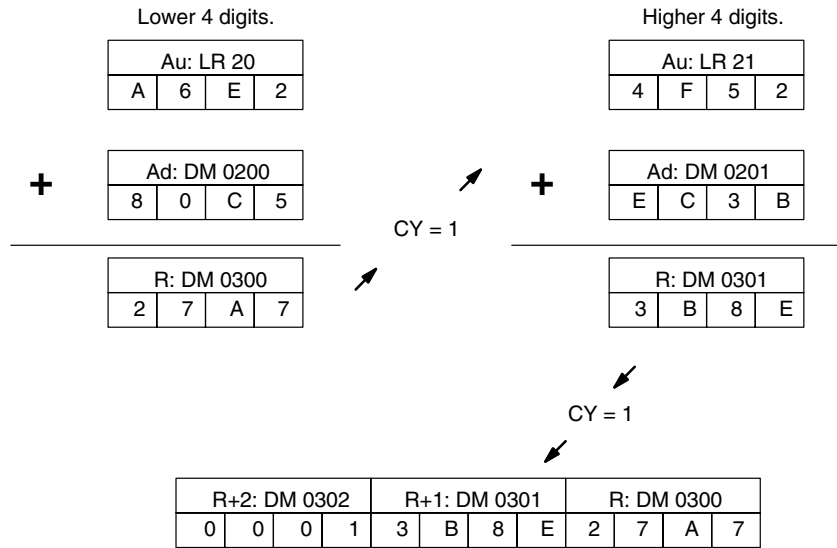 Lower 4 digits. Higher 4 digits.
Au: LR 20 Au: LR 21
A 6 E 2 4 F 5 2
+ Ad: DM 0200 + Ad: DM 0201
8 0 C 5 E C 3 B
CY = 1
R: DM 0300 R: DM 0301
2 7 A 7 3 B 8 E
CY = 1
R+2: DM 0302 R+1: DM 0301 R: DM 0300
0 0 0 1 3 B 8 E 2 7 A 7